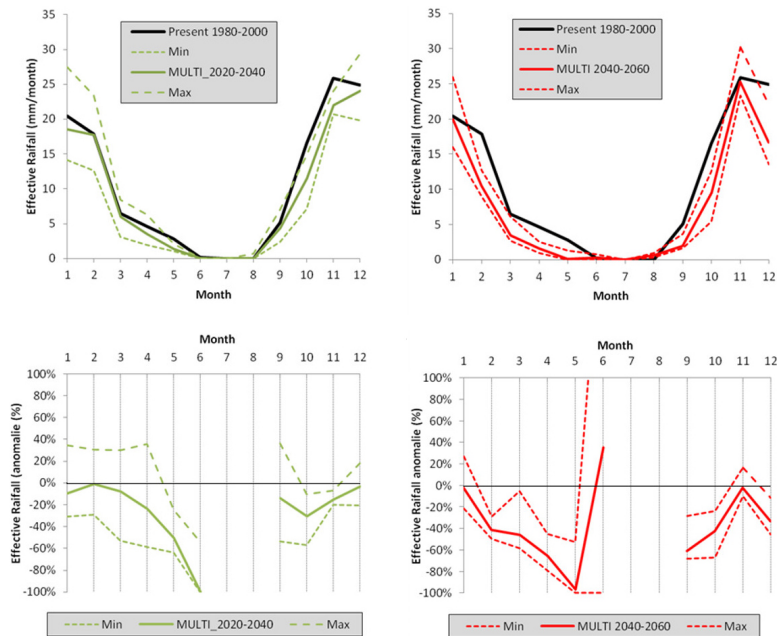 Present 1980-2000
Min
MULTI_2020-2040
Max
Effective Raifall (mm/month)
35
30
25
20
15
10
5
0
1 2 3 4 5 6 7 8 9 10 11 12
Month
Present 1980-2000
Min
MULTI 2040-2060
Max
Effective Raifall (mm/month)
35
30
25
20
15
10
5
0
1 2 3 4 5 6 7 8 9 10 11 12
Month
Month
1 2 3 4 5 6 7 8 9 10 11 12
Effective Raifall (anomalie (%)
100%
80%
60%
40%
20%
0%
-20%
-40%
-60%
-80%
-100%
Min MULTI_2020-2040 Max
Month
1 2 3 4 5 6 7 8 9 10 11 12
Effective Raifall anomalie (%)
100%
80%
60%
40%
20%
0%
-20%
-40%
-60%
-80%
-100%
Min MULTI 2040-2060 Max